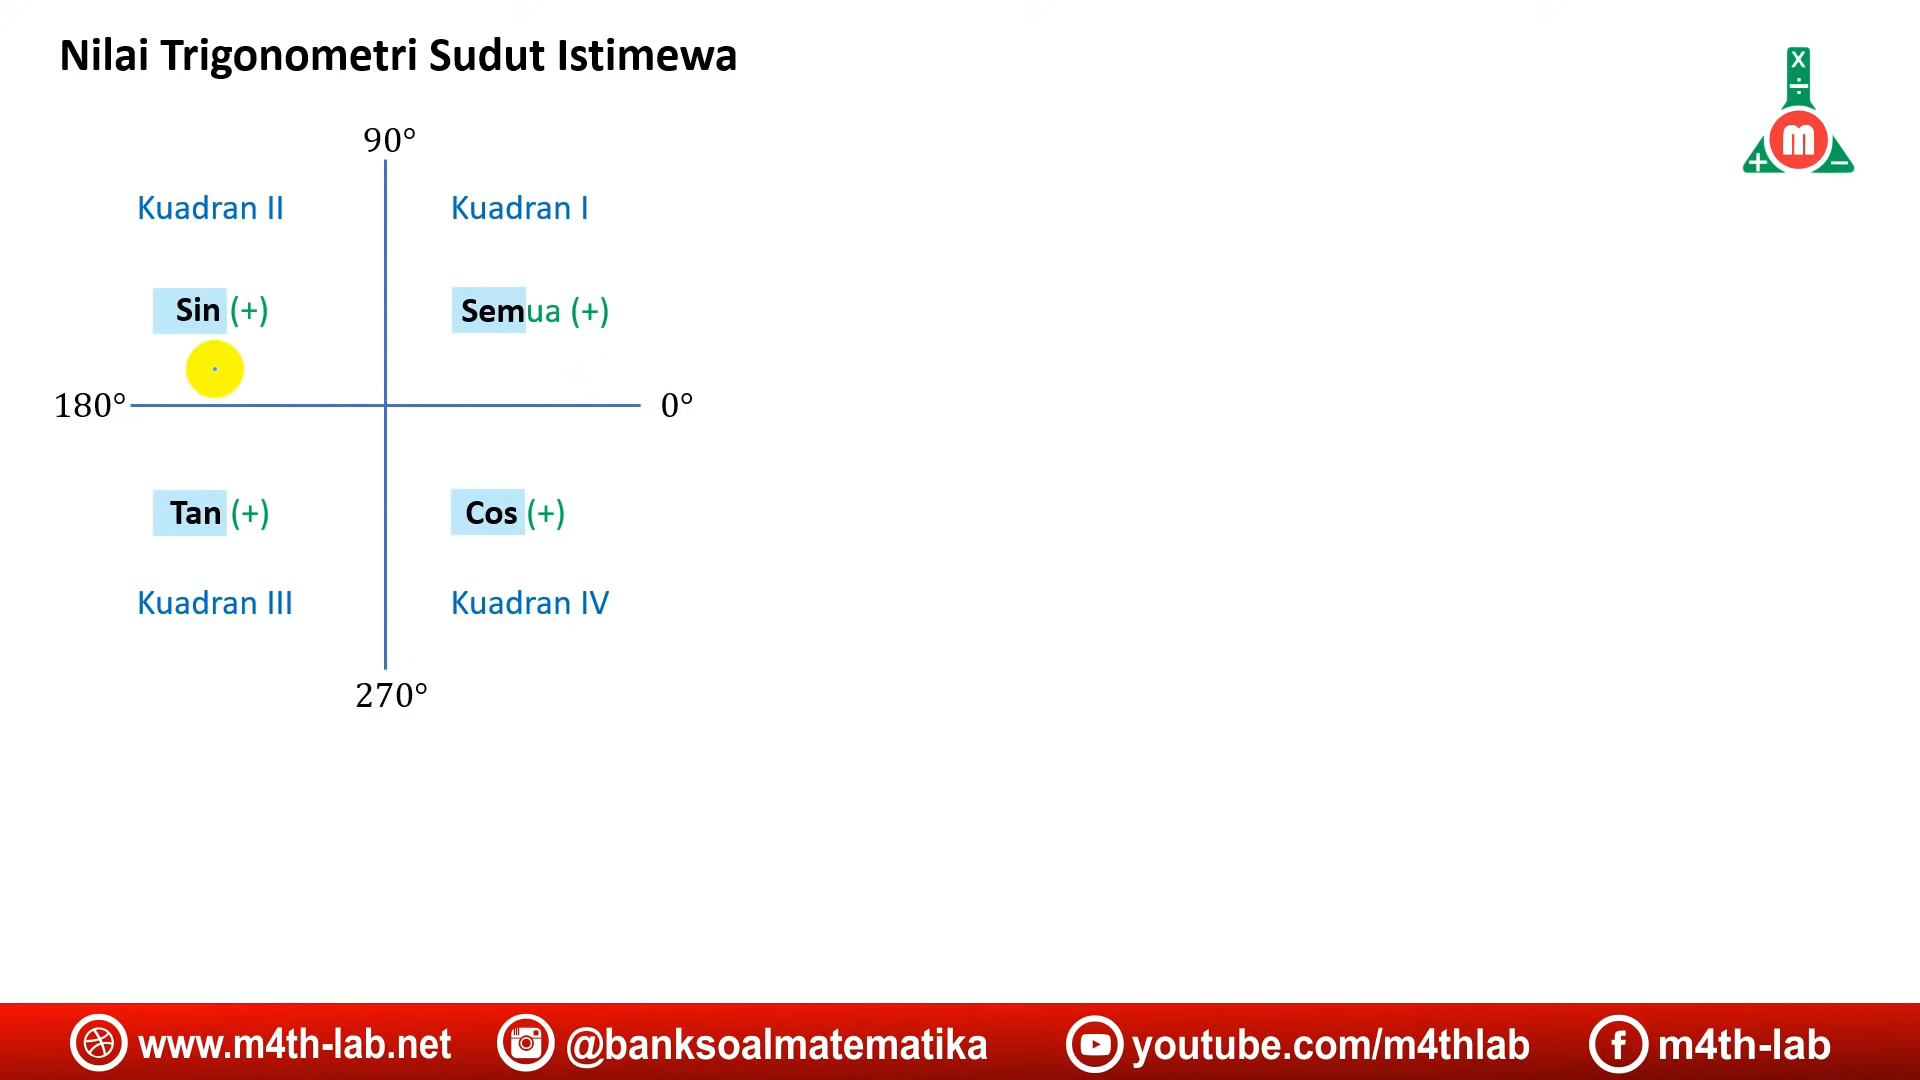 Nilai Trigonometri Sudut Istimewa
X
÷
m
+ −
90°
Kuadran II Kuadran I
Sin (+) Semua (+)
180° 0°
Tan (+) Cos (+)
Kuadran III Kuadran IV
270°
www.m4th-lab.net @banksoalmatematika youtube.com/m4thlab f m4th-lab